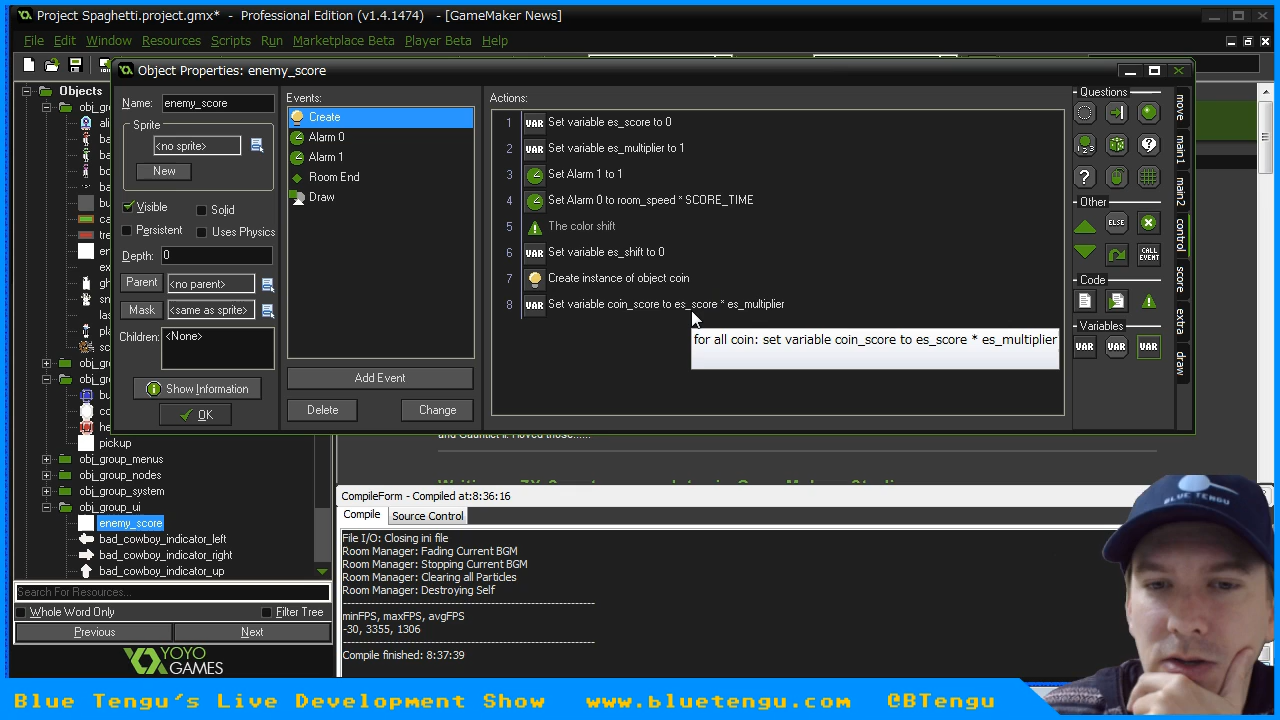 Project Spaghetti.project.gmx* - Professional Edition (v1.4.1474) - [GameMaker News]
File Edit Window Resources Scripts Run Marketplace Beta Player Beta Help
Object Properties: enemy_score
Objects
Name: enemy_score
Events:
Actions:
Questions
Sprite
<no sprite>
New
Visible
Solid
Persistent
Uses Physics
Depth: 0
Parent
<no parent>
Mask
<same as sprite>
Children:
<None>
Show Information
OK
Create
Alarm 0
Alarm 1
Room End
Draw
Add Event
Delete
Change
1 VAR Set variable es_score to 0
2 VAR Set variable es_multiplier to 1
3 Set Alarm 1 to 1
4 Set Alarm 0 to room_speed * SCORE_TIME
5 The color shift
6 VAR Set variable es_shift to 0
7 Create instance of object coin
8 VAR Set variable coin_score to es_score * es_multiplier
for all coin: set variable coin_score to es_score * es_multiplier
Other
ELSE
CALL EVENT
Code
Variables
VAR VAR VAR
move
main1
main2
control
score
extra
draw
pickup
obj_group_menus
obj_group_nodes
obj_group_system
obj_group_ui
enemy_score
bad_cowboy_indicator_left
bad_cowboy_indicator_right
bad_cowboy_indicator_up
Search For Resources...
Whole Word Only
Filter Tree
Previous
Next
YOYO
GAMES
CompileForm - Compiled at:8:36:16
Compile
Source Control
File I/O: Closing ini file
Room Manager: Fading Current BGM
Room Manager: Stopping Current BGM
Room Manager: Clearing all Particles
Room Manager: Destroying Self
minFPS, maxFPS, avgFPS
-30, 3355, 1306
Compile finished: 8:37:39
BLUE TENGU
Blue Tengu's Live Development Show www.bluetengu.com @BTengu